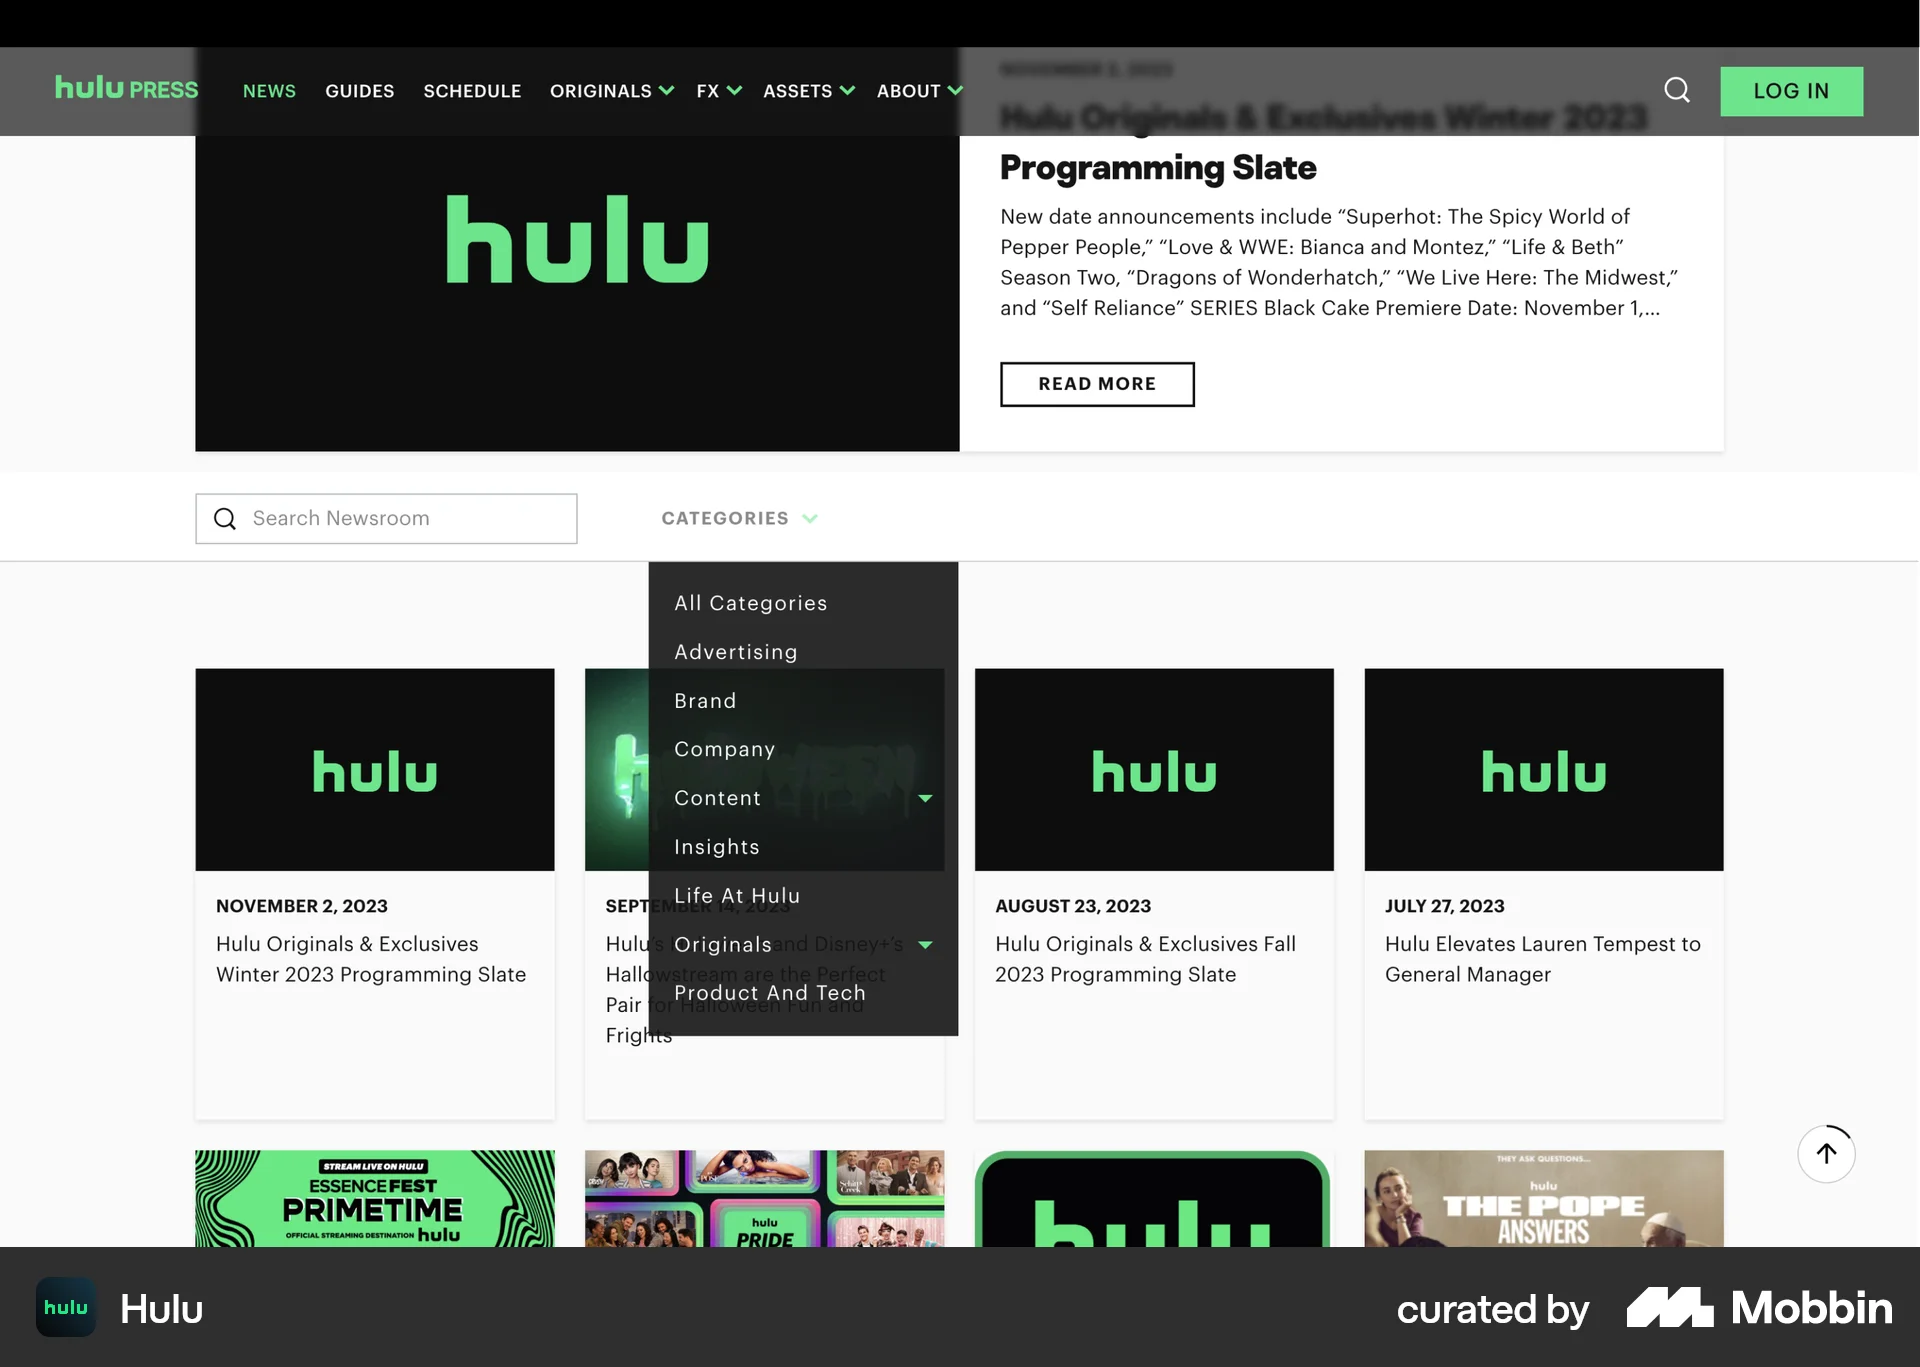 hulu PRESS
NEWS
GUIDES
SCHEDULE
ORIGINALS
FX
ASSETS
ABOUT
LOG IN
NOVEMBER 2, 2023
Hulu Originals & Exclusives Winter 2023
Programming Slate
hulu
New date announcements include “Superhot: The Spicy World of
Pepper People,” “Love & WWE: Bianca and Montez,” “Life & Beth”
Season Two, “Dragons of Wonderhatch,” “We Live Here: The Midwest,”
and “Self Reliance” SERIES Black Cake Premiere Date: November 1,...
READ MORE
Search Newsroom
CATEGORIES
All Categories
Advertising
Brand
Company
Content
Insights
Life At Hulu
Originals
Product And Tech
hulu
NOVEMBER 2, 2023
Hulu Originals & Exclusives
Winter 2023 Programming Slate
SEPTEMBER 14, 2023
Hulu’s and Disney+’s
Hallowstream are the Perfect
Pair for Halloween Fun and
Frights
hulu
AUGUST 23, 2023
Hulu Originals & Exclusives Fall
2023 Programming Slate
hulu
JULY 27, 2023
Hulu Elevates Lauren Tempest to
General Manager
STREAM LIVE ON HULU
ESSENCE FEST
PRIMETIME
OFFICIAL STREAMING DESTINATION hulu
hulu
PRIDE
hulu
THEY ASK QUESTIONS...
hulu
THE POPE
ANSWERS
hulu
Hulu
curated by
Mobbin